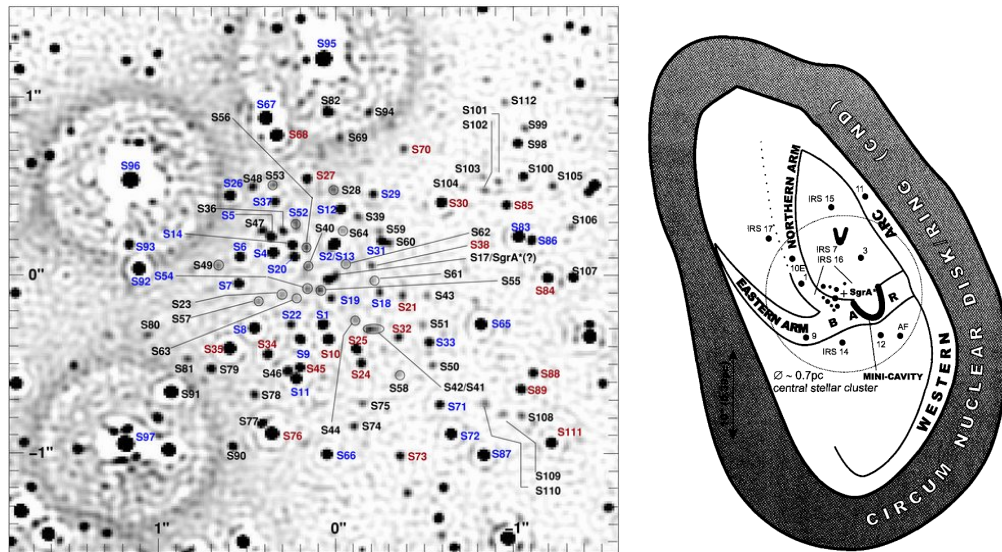 S95
1"
S67
S82
S94
S101
S112
S56
S102
S99
S68
S69
S98
S70
S96
S53
S27
S103
S100
S48
S28
S104
S105
S26
S29
S36
S37
S12
S30
S85
S5
S52
S39
S106
S47
S40
S64
S59
S62
S83
S14
S60
S38
S86
S93
S6
S4
S2/S13
S31
S17/SgrA*(?)
S49
S20
S61
S107
0"
S92
S54
S7
S55
S84
S23
S19
S18
S43
S57
S22
S1
S21
S80
S8
S32
S51
S65
S63
S35
S34
S9
S10
S25
S33
S81
S79
S46
S45
S24
S50
S88
S91
S78
S11
S58
S42/S41
S89
S75
S71
S77
S44
S74
S108
S97
S76
S72
S111
S90
S66
S73
S87
-1"
S109
S110
1"
0"
-1"
CIRCUM NUCLEAR DISK/RING (CND)
NORTHERN ARM
ARC
WESTERN
EASTERN ARM
11
IRS 15
IRS 17
IRS 7
IRS 16
3
10E
1
SgrA*
R
B
A
9
AF
12
IRS 14
MINI-CAVITY
∅ ~ 0.7pc
central stellar cluster